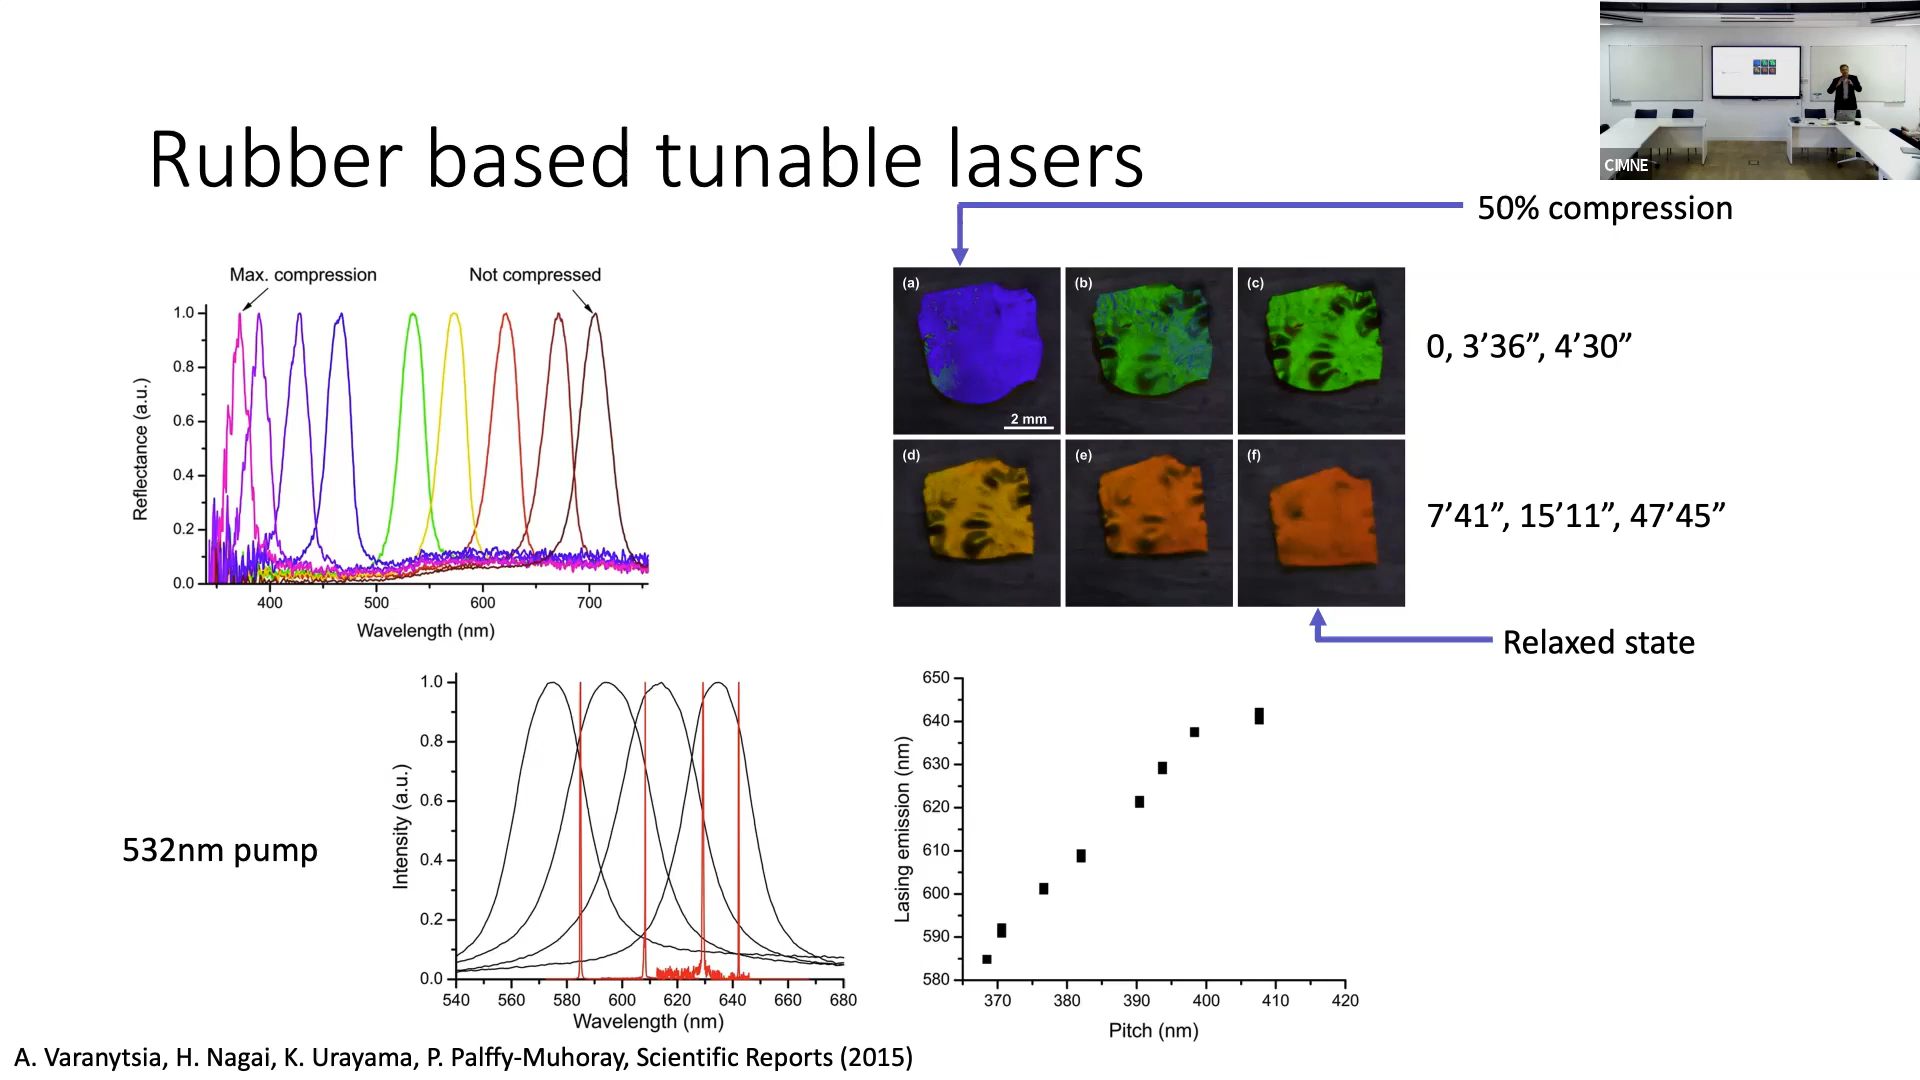 CIMNE
Rubber based tunable lasers
50% compression
Max. compression
Not compressed
1.0
0.8
0.6
0.4
0.2
0.0
Reflectance (a.u.)
400 500 600 700
Wavelength (nm)
(a) (b) (c)
2 mm
(d) (e) (f)
0, 3’36”, 4’30”
7’41”, 15’11”, 47’45”
Relaxed state
532nm pump
1.0
0.8
0.6
0.4
0.2
0.0
Intensity (a.u.)
540 560 580 600 620 640 660 680
Wavelength (nm)
650
640
630
620
610
600
590
580
Lasing emission (nm)
370 380 390 400 410 420
Pitch (nm)
A. Varanytsia, H. Nagai, K. Urayama, P. Palffy-Muhoray, Scientific Reports (2015)